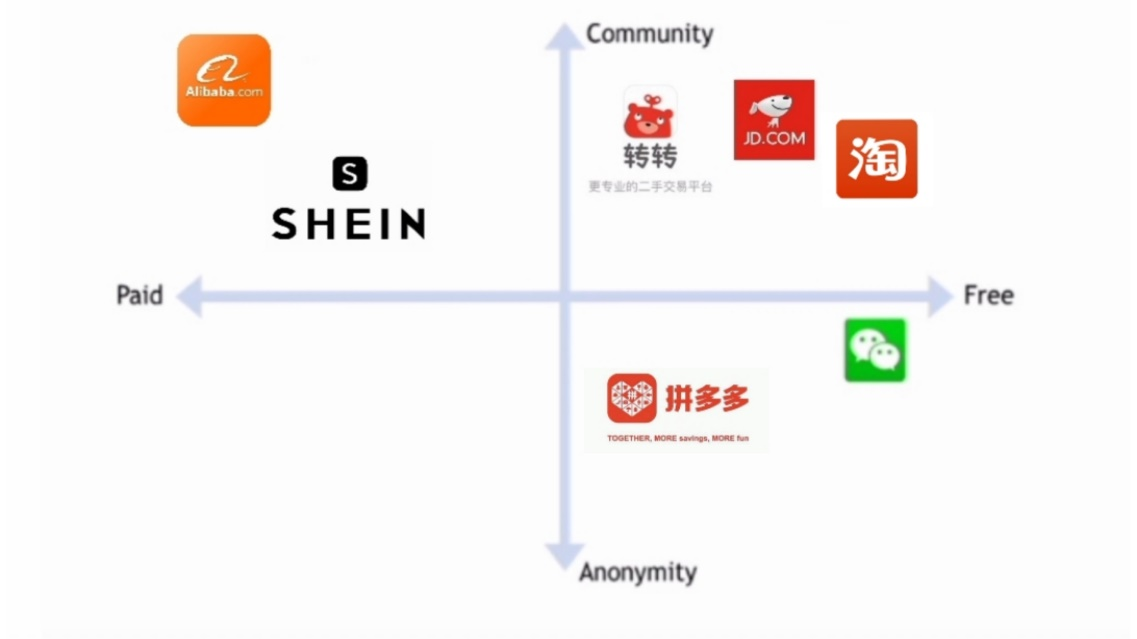 Community
Alibaba.com
转转
更专业的二手交易平台
JD.COM
淘
S
SHEIN
Paid
Free
拼
拼多多
TOGETHER, MORE savings, MORE fun
Anonymity